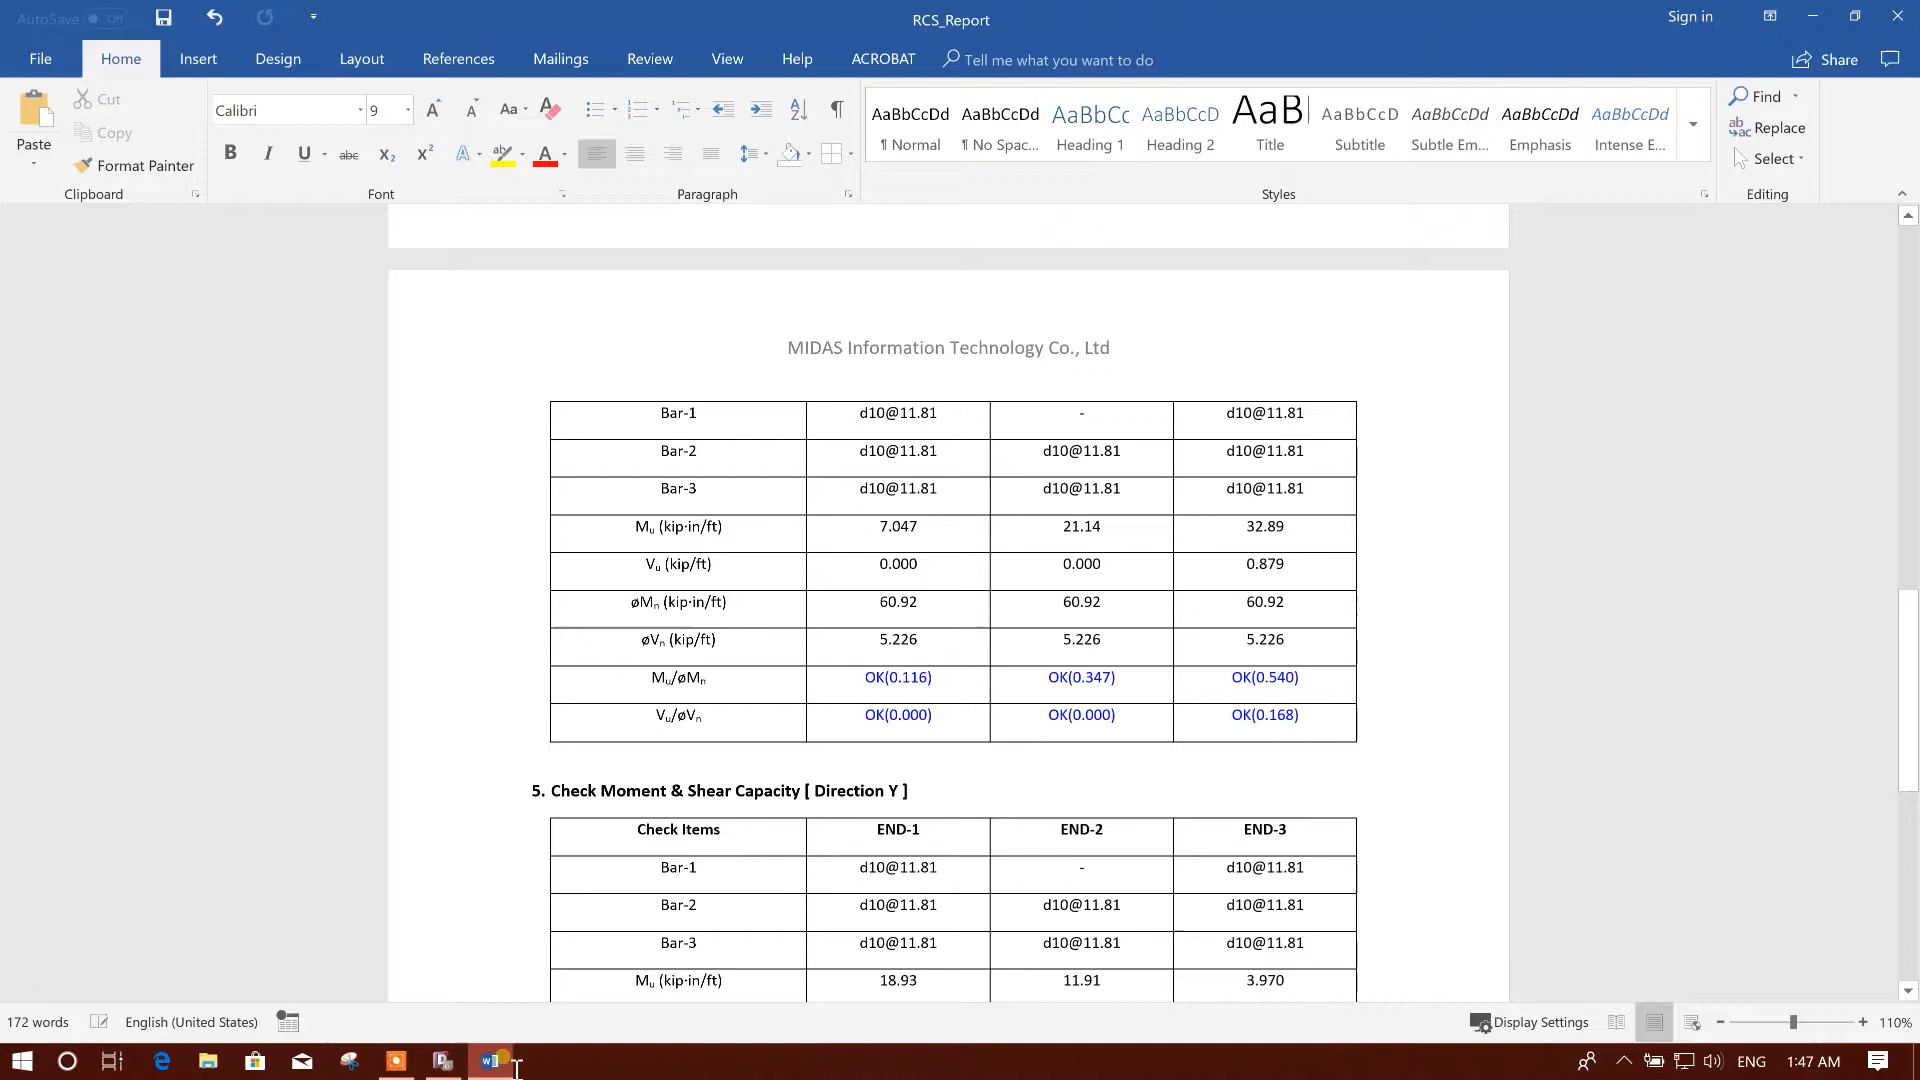 AutoSave Off
RCS_Report
Sign in
File Home Insert Design Layout References Mailings Review View Help ACROBAT Tell me what you want to do Share
Paste
Cut
Copy
Format Painter
Clipboard
Calibri 9
Font
Paragraph
AaBbCcDd AaBbCcDd AaBbCc AaBbCcD AaB AaBbCcD AaBbCcDd AaBbCcDd AaBbCcDd
¶ Normal ¶ No Spac... Heading 1 Heading 2 Title Subtitle Subtle Em... Emphasis Intense E...
Styles
Find
Replace
Select
Editing
MIDAS Information Technology Co., Ltd
Bar-1 d10@11.81 - d10@11.81
Bar-2 d10@11.81 d10@11.81 d10@11.81
Bar-3 d10@11.81 d10@11.81 d10@11.81
Mu (kip·in/ft) 7.047 21.14 32.89
Vu (kip/ft) 0.000 0.000 0.879
øMn (kip·in/ft) 60.92 60.92 60.92
øVn (kip/ft) 5.226 5.226 5.226
Mu/øMn OK(0.116) OK(0.347) OK(0.540)
Vu/øVn OK(0.000) OK(0.000) OK(0.168)
5. Check Moment & Shear Capacity [ Direction Y ]
Check Items END-1 END-2 END-3
Bar-1 d10@11.81 - d10@11.81
Bar-2 d10@11.81 d10@11.81 d10@11.81
Bar-3 d10@11.81 d10@11.81 d10@11.81
Mu (kip·in/ft) 18.93 11.91 3.970
172 words English (United States) Display Settings 110%
ENG 1:47 AM